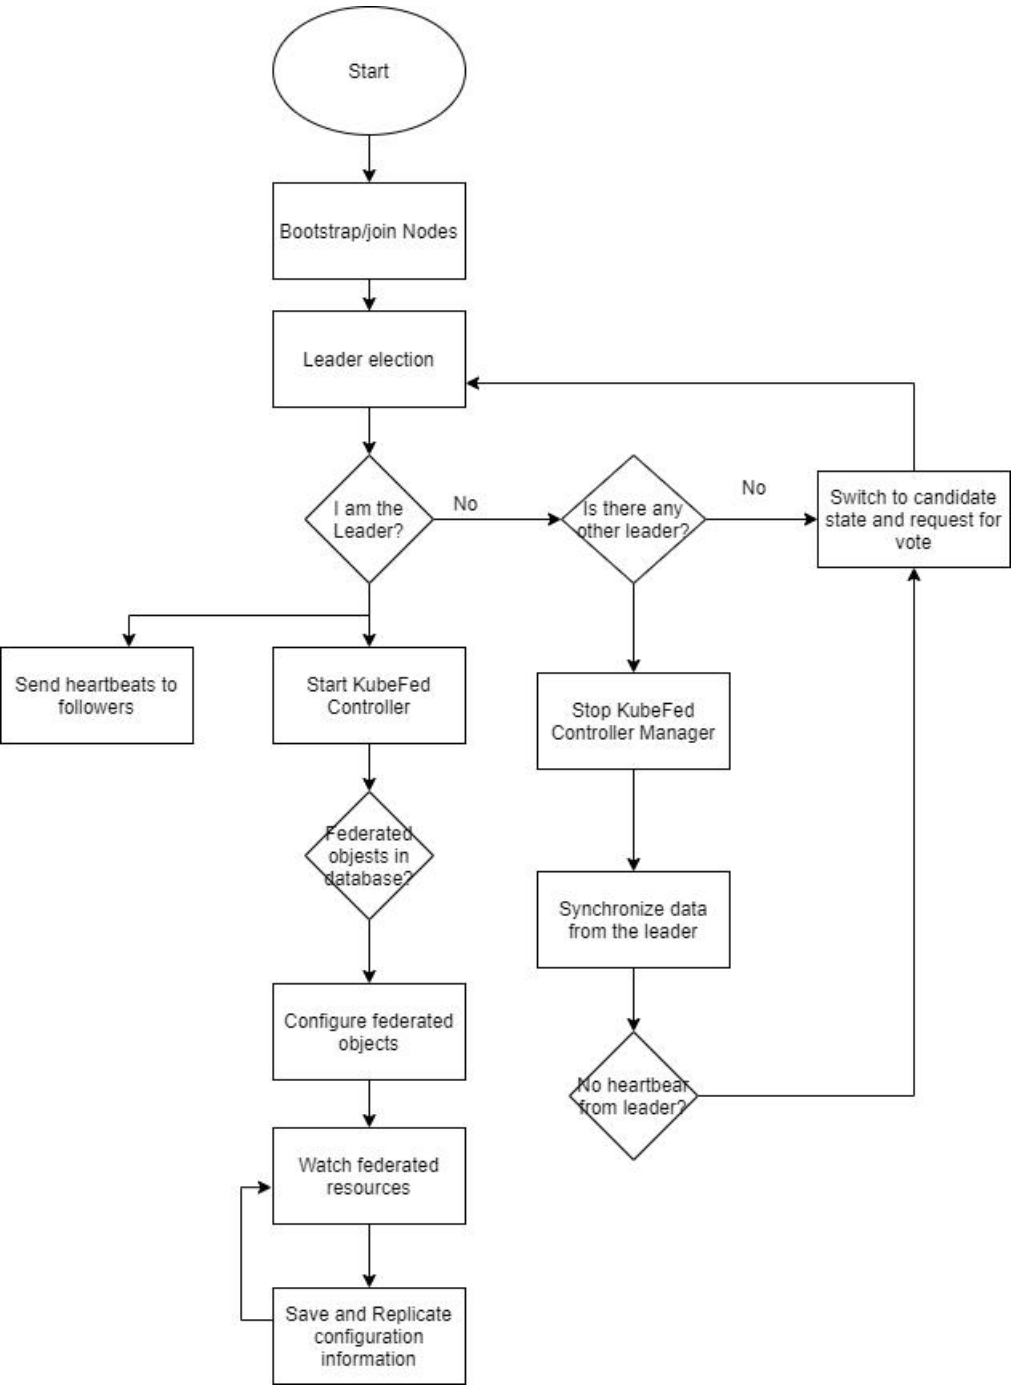 Start
Bootstrap/join Nodes
Leader election
I am the
Leader?
No
Is there any
other leader?
No
Switch to candidate
state and request for
vote
Send heartbeats to
followers
Start KubeFed
Controller
Stop KubeFed
Controller Manager
Federated
objests in
database?
Synchronize data
from the leader
Configure federated
objects
No heartbear
from leader?
Watch federated
resources
Save and Replicate
configuration
information